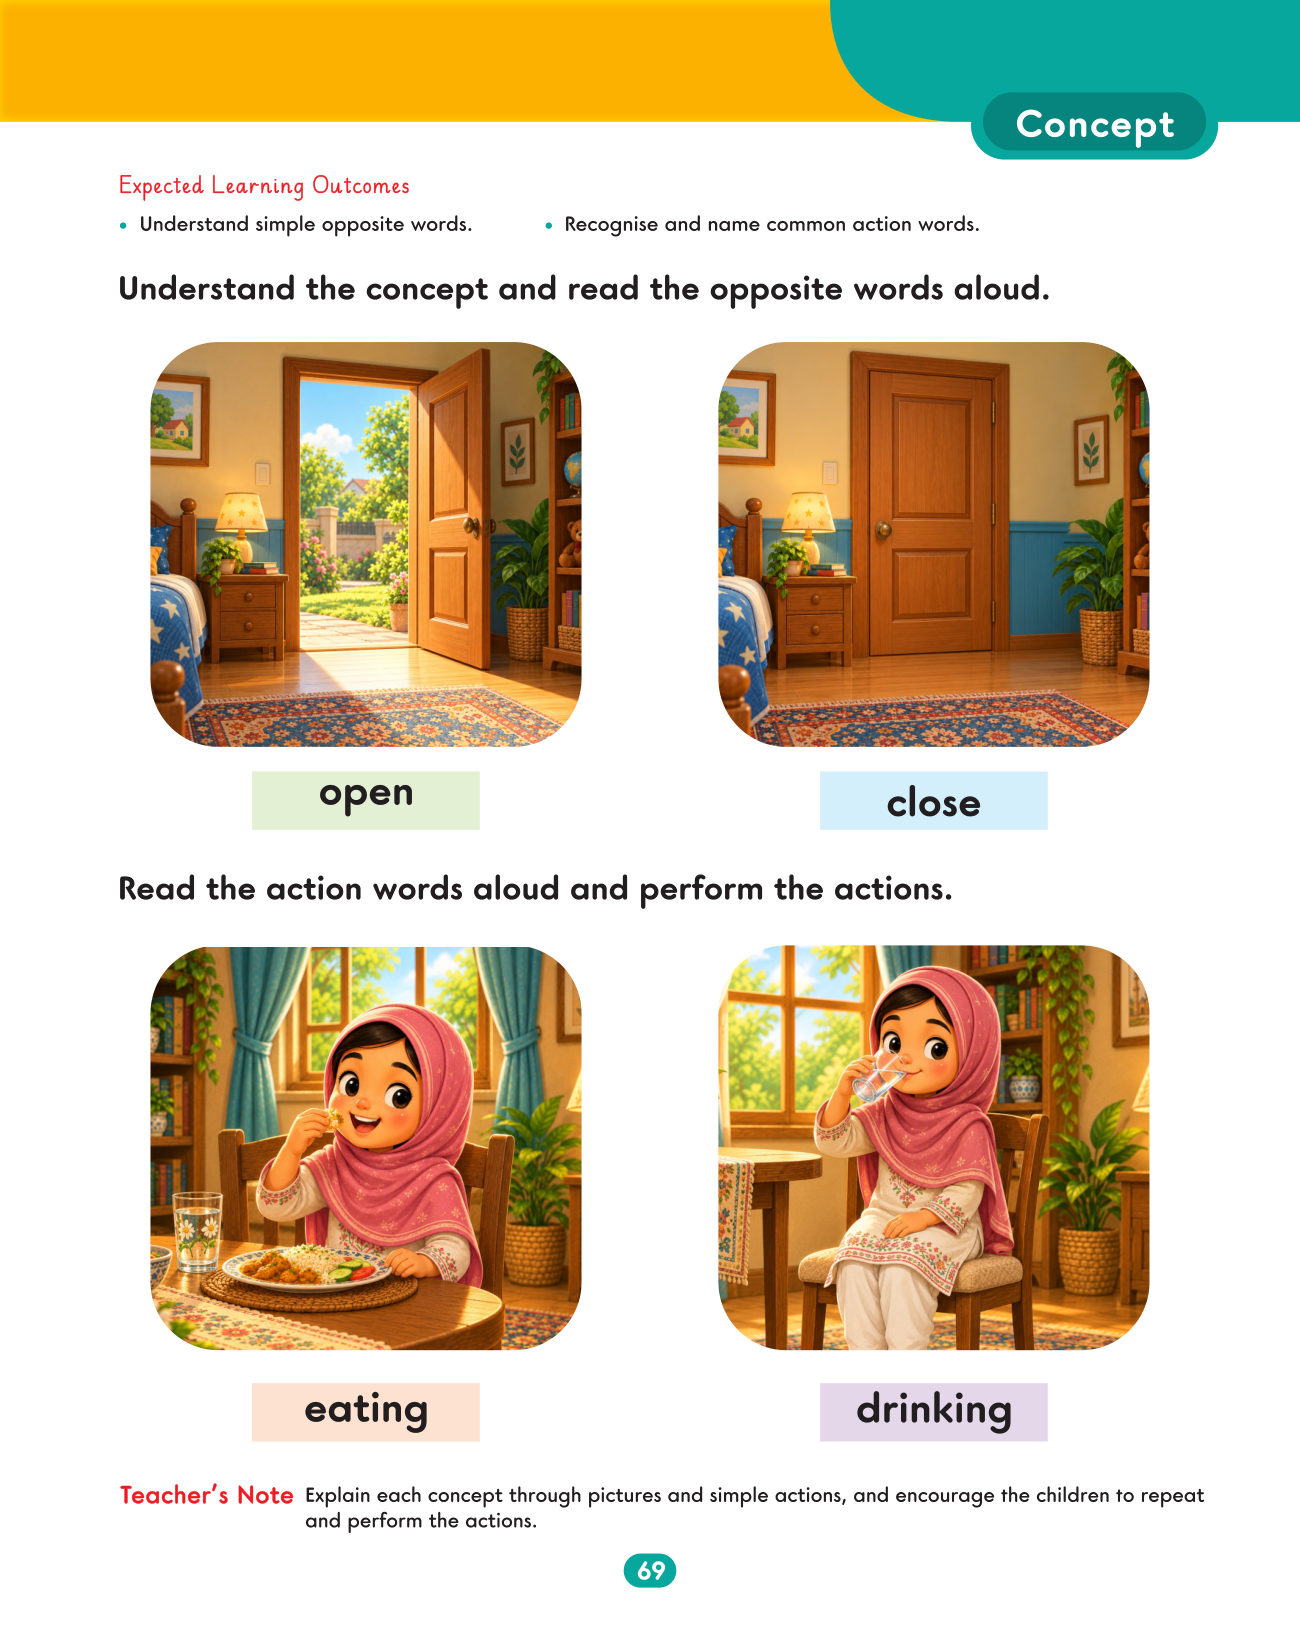 Concept
Expected Learning Outcomes
• Understand simple opposite words.
• Recognise and name common action words.
Understand the concept and read the opposite words aloud.
open
close
Read the action words aloud and perform the actions.
eating
drinking
Teacher's Note Explain each concept through pictures and simple actions, and encourage the children to repeat
and perform the actions.
69